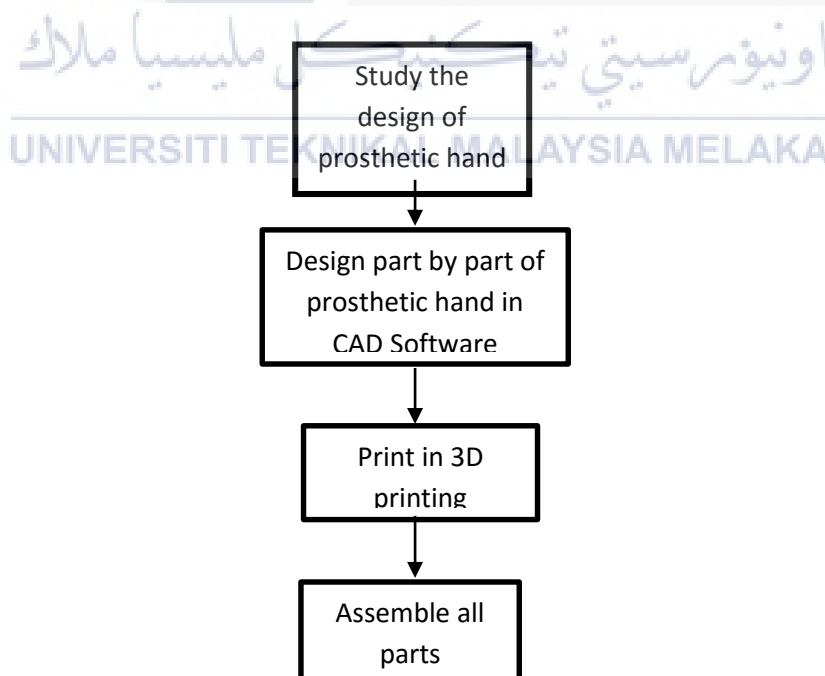 اونيۏرسيتي تيكنيكل مليسيا ملاك
UNIVERSITI TEKNIKAL MALAYSIA MELAKA
Study the
design of
prosthetic hand
Design part by part of
prosthetic hand in
CAD Software
Print in 3D
printing
Assemble all
parts